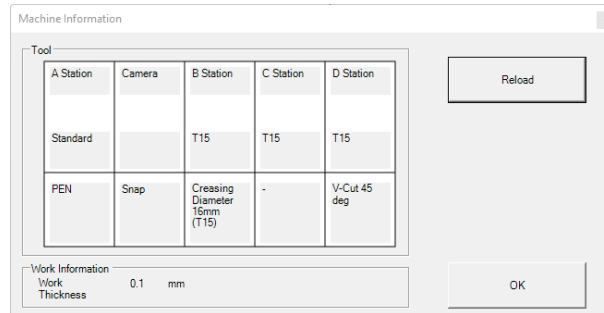 Machine Information
Tool
A Station Camera B Station C Station D Station
Standard T15 T15 T15
PEN Snap Creasing - V-Cut 45
Diameter deg
16mm
(T15)
Reload
Work Information
Work 0.1 mm
Thickness
OK